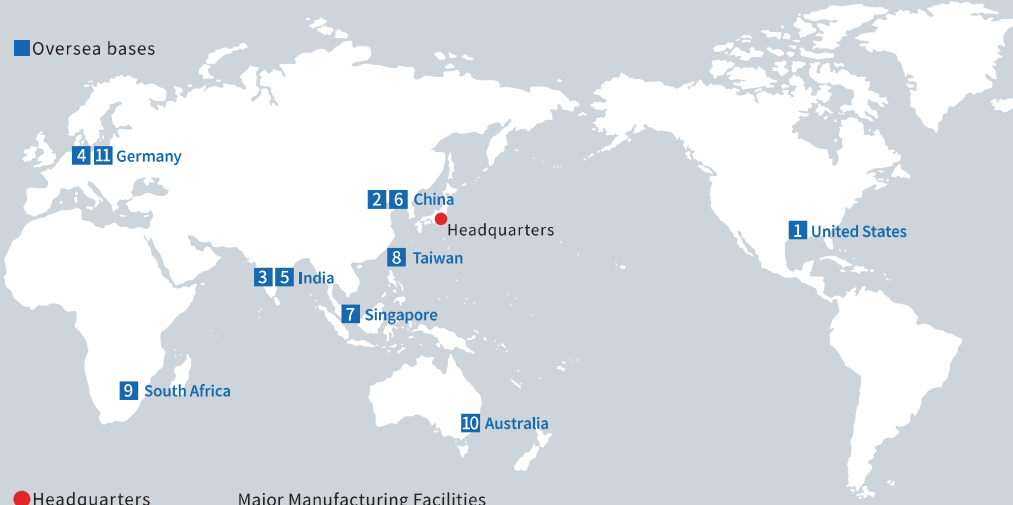 Oversea bases
4 11 Germany
2 6 China
Headquarters
1 United States
8 Taiwan
3 5 India
7 Singapore
9 South Africa
10 Australia
Headquarters
Major Manufacturing Facilities